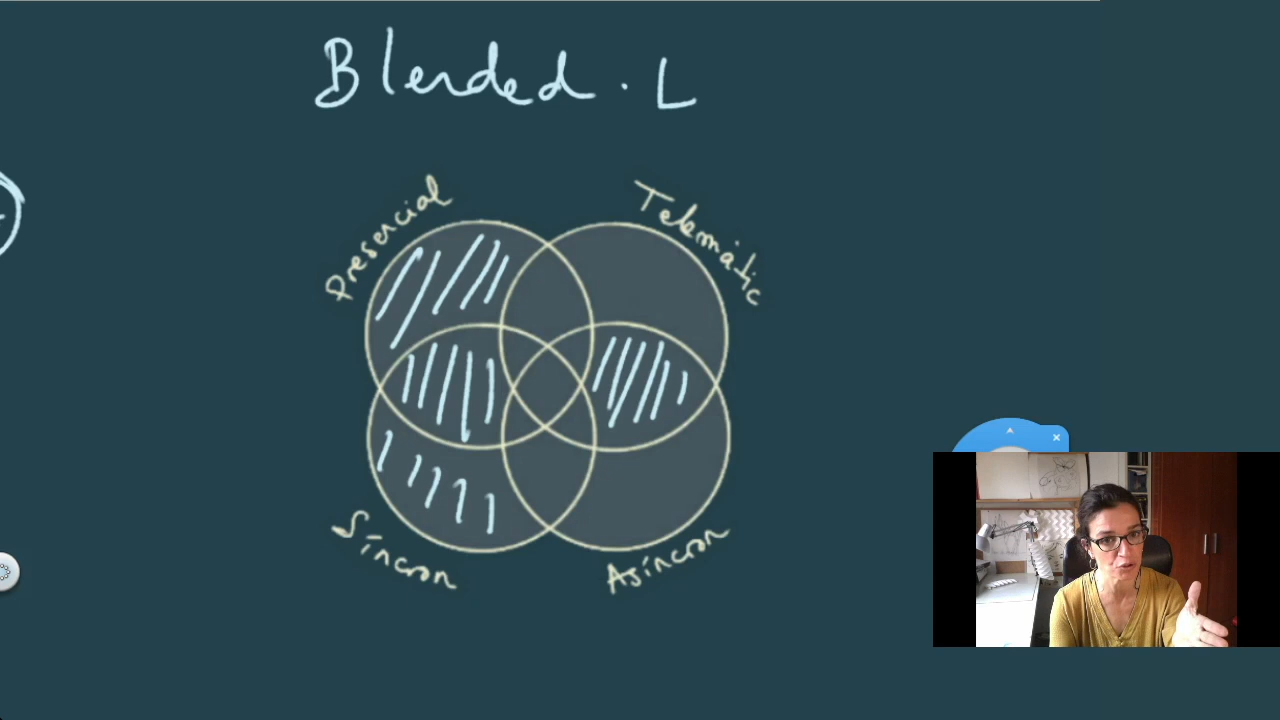 Blended. L
Presencial
Telemàtic
Síncron
Asíncron